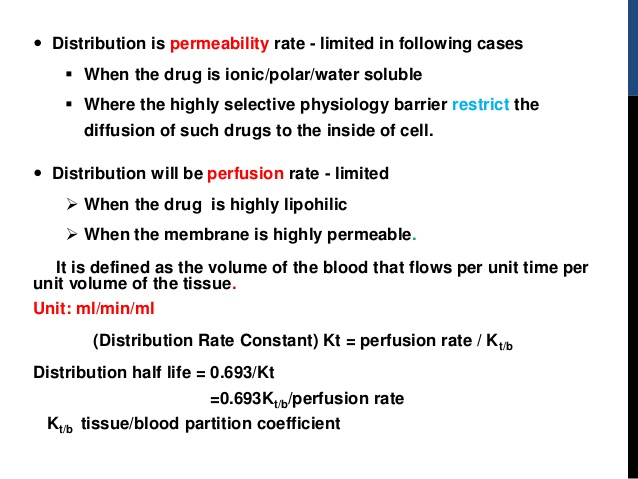 • Distribution is permeability rate - limited in following cases
▪ When the drug is ionic/polar/water soluble
▪ Where the highly selective physiology barrier restrict the
diffusion of such drugs to the inside of cell.
• Distribution will be perfusion rate - limited
➢ When the drug is highly lipohilic
➢ When the membrane is highly permeable.
It is defined as the volume of the blood that flows per unit time per
unit volume of the tissue.
Unit: ml/min/ml
(Distribution Rate Constant) Kt = perfusion rate / Kt/b
Distribution half life = 0.693/Kt
=0.693Kt/b/perfusion rate
Kt/b tissue/blood partition coefficient